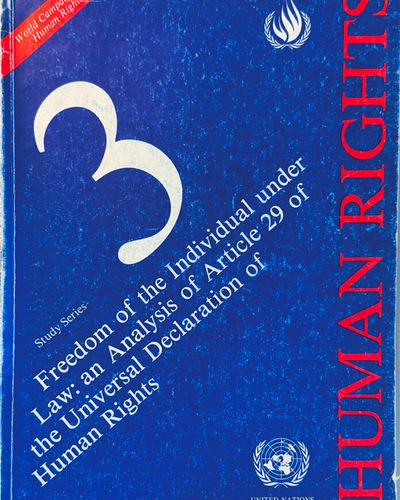 World Campaign
Human Rights
HUMAN RIGHTS
3
Study Series
Freedom of the Individual under
Law: an Analysis of Article 29 of
the Universal Declaration of
Human Rights
UNITED NATIONS